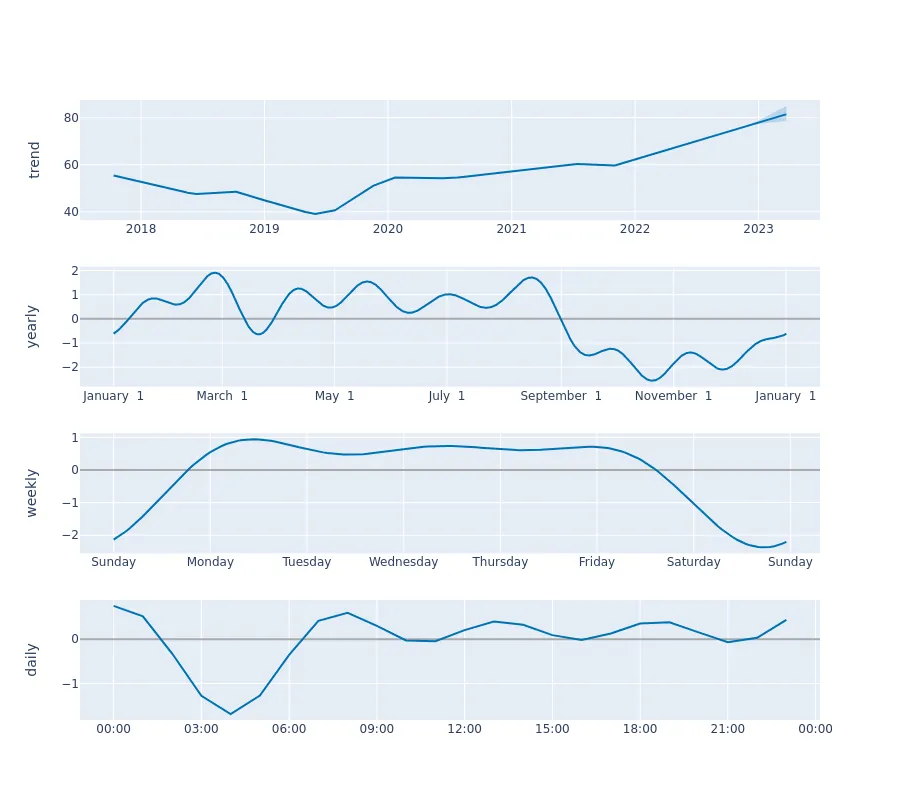 trend
80
60
40
2018 2019 2020 2021 2022 2023
yearly
2
1
0
−1
−2
January 1 March 1 May 1 July 1 September 1 November 1 January 1
weekly
1
0
−1
−2
Sunday Monday Tuesday Wednesday Thursday Friday Saturday Sunday
daily
0
−1
00:00 03:00 06:00 09:00 12:00 15:00 18:00 21:00 00:00